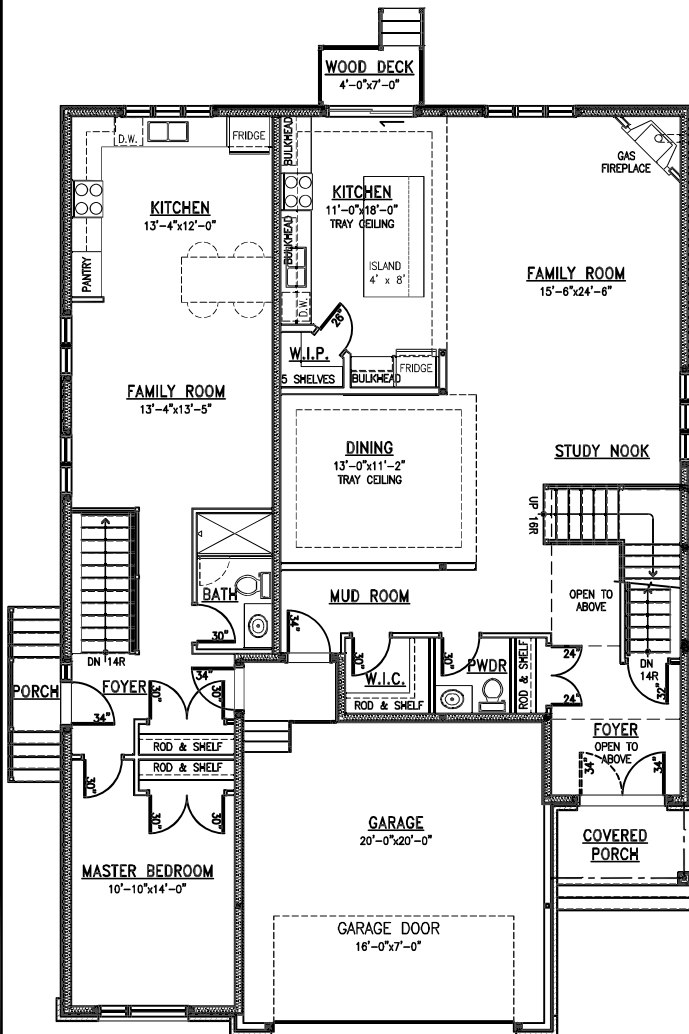 WOOD DECK
4'-0"x7'-0"
D.W.
FRIDGE
BULKHEAD
GAS
FIREPLACE
KITCHEN
13'-4"x12'-0"
KITCHEN
11'-0"x18'-0"
TRAY CEILING
PANTRY
BULKHEAD
ISLAND
4' x 8'
FAMILY ROOM
15'-6"x24'-6"
D.W.
26"
W.I.P.
5 SHELVES
BULKHEAD
FRIDGE
FAMILY ROOM
13'-4"x13'-5"
DINING
13'-0"x11'-2"
TRAY CEILING
STUDY NOOK
UP 16R
BATH
30"
MUD ROOM
OPEN TO
ABOVE
34"
DN 14R
30"
W.I.C.
ROD & SHELF
30"
PWDR
ROD & SHELF
24"
24"
DN
14R
32"
PORCH
FOYER
34"
30"
30"
34"
ROD & SHELF
ROD & SHELF
30"
30"
30"
FOYER
OPEN TO
ABOVE
34"
34"
MASTER BEDROOM
10'-10"x14'-0"
GARAGE
20'-0"x20'-0"
COVERED
PORCH
GARAGE DOOR
16'-0"x7'-0"